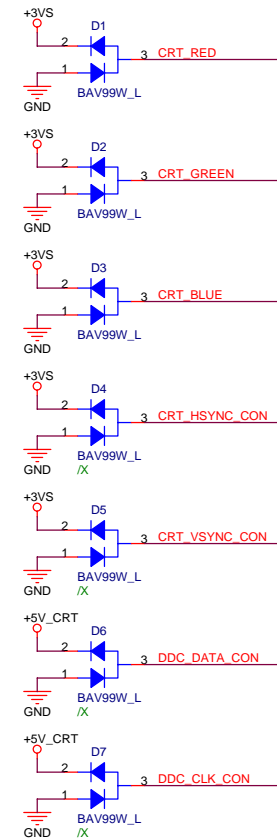 +3VS
D1
2
3 CRT_RED
1
BAV99W_L
GND
+3VS
D2
2
3 CRT_GREEN
1
BAV99W_L
GND
+3VS
D3
2
3 CRT_BLUE
1
BAV99W_L
GND
+3VS
D4
2
3 CRT_HSYNC_CON
1
BAV99W_L
GND /X
+3VS
D5
2
3 CRT_VSYNC_CON
1
BAV99W_L
GND /X
+5V_CRT
D6
2
3 DDC_DATA_CON
1
BAV99W_L
GND /X
+5V_CRT
D7
2
3 DDC_CLK_CON
1
BAV99W_L
GND /X